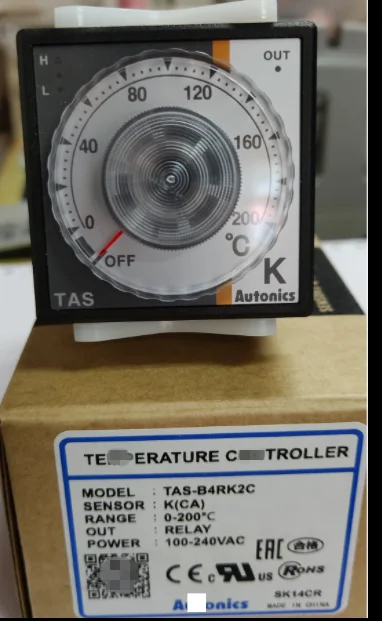 H
L
OUT
80
120
40
160
0
200
°C
OFF
K
TAS
Autonics
TE ERATURE C TROLLER
MODEL : TAS-B4RK2C
SENSOR : K(CA)
RANGE : 0-200°C
OUT : RELAY
POWER : 100-240VAC
EAC 合格
CE c RU US RoHS
SK14CR
A onics
MADE IN CHINA